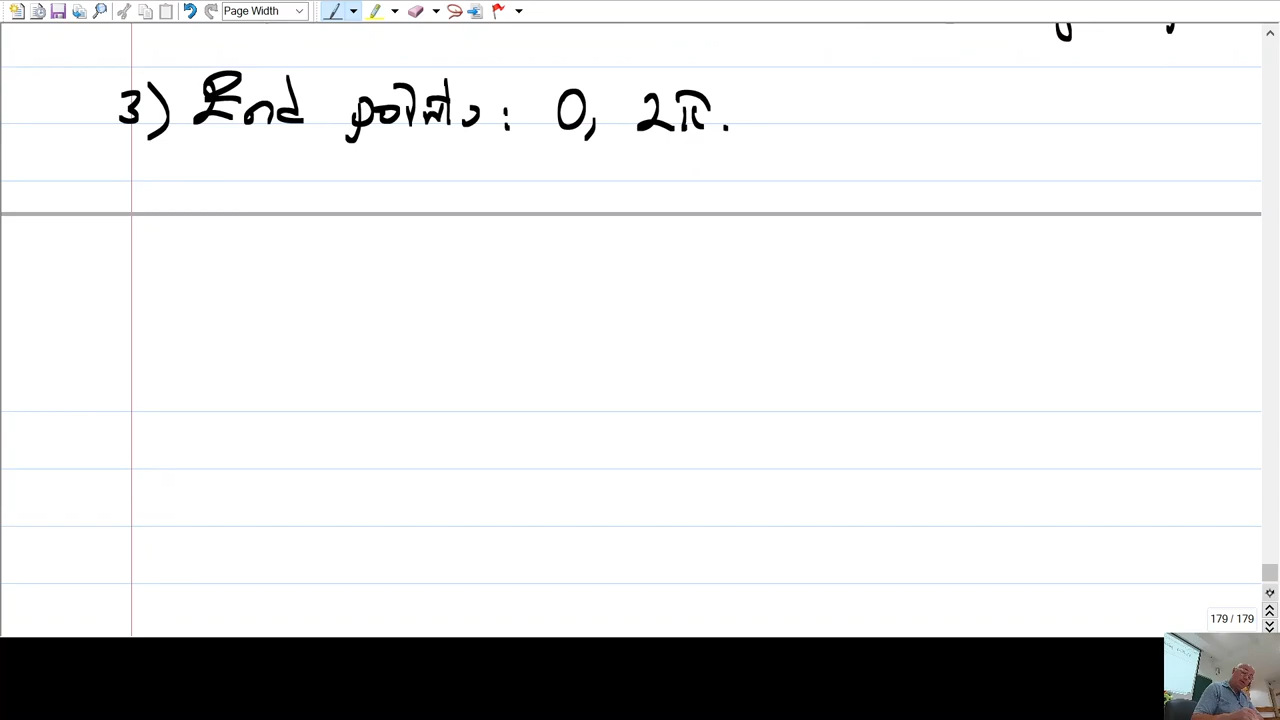 Page Width
3) End points: 0, 2π.
179 / 179